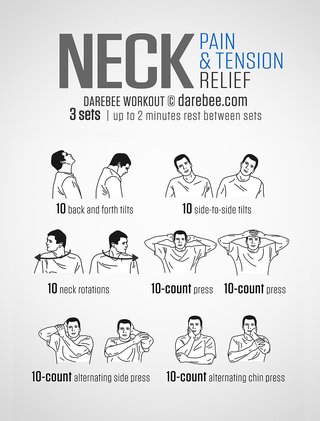 NECK
PAIN
& TENSION
RELIEF
DAREBEE WORKOUT © darebee.com
3 sets | up to 2 minutes rest between sets
10 back and forth tilts
10 side-to-side tilts
10 neck rotations
10-count press
10-count press
10-count alternating side press
10-count alternating chin press